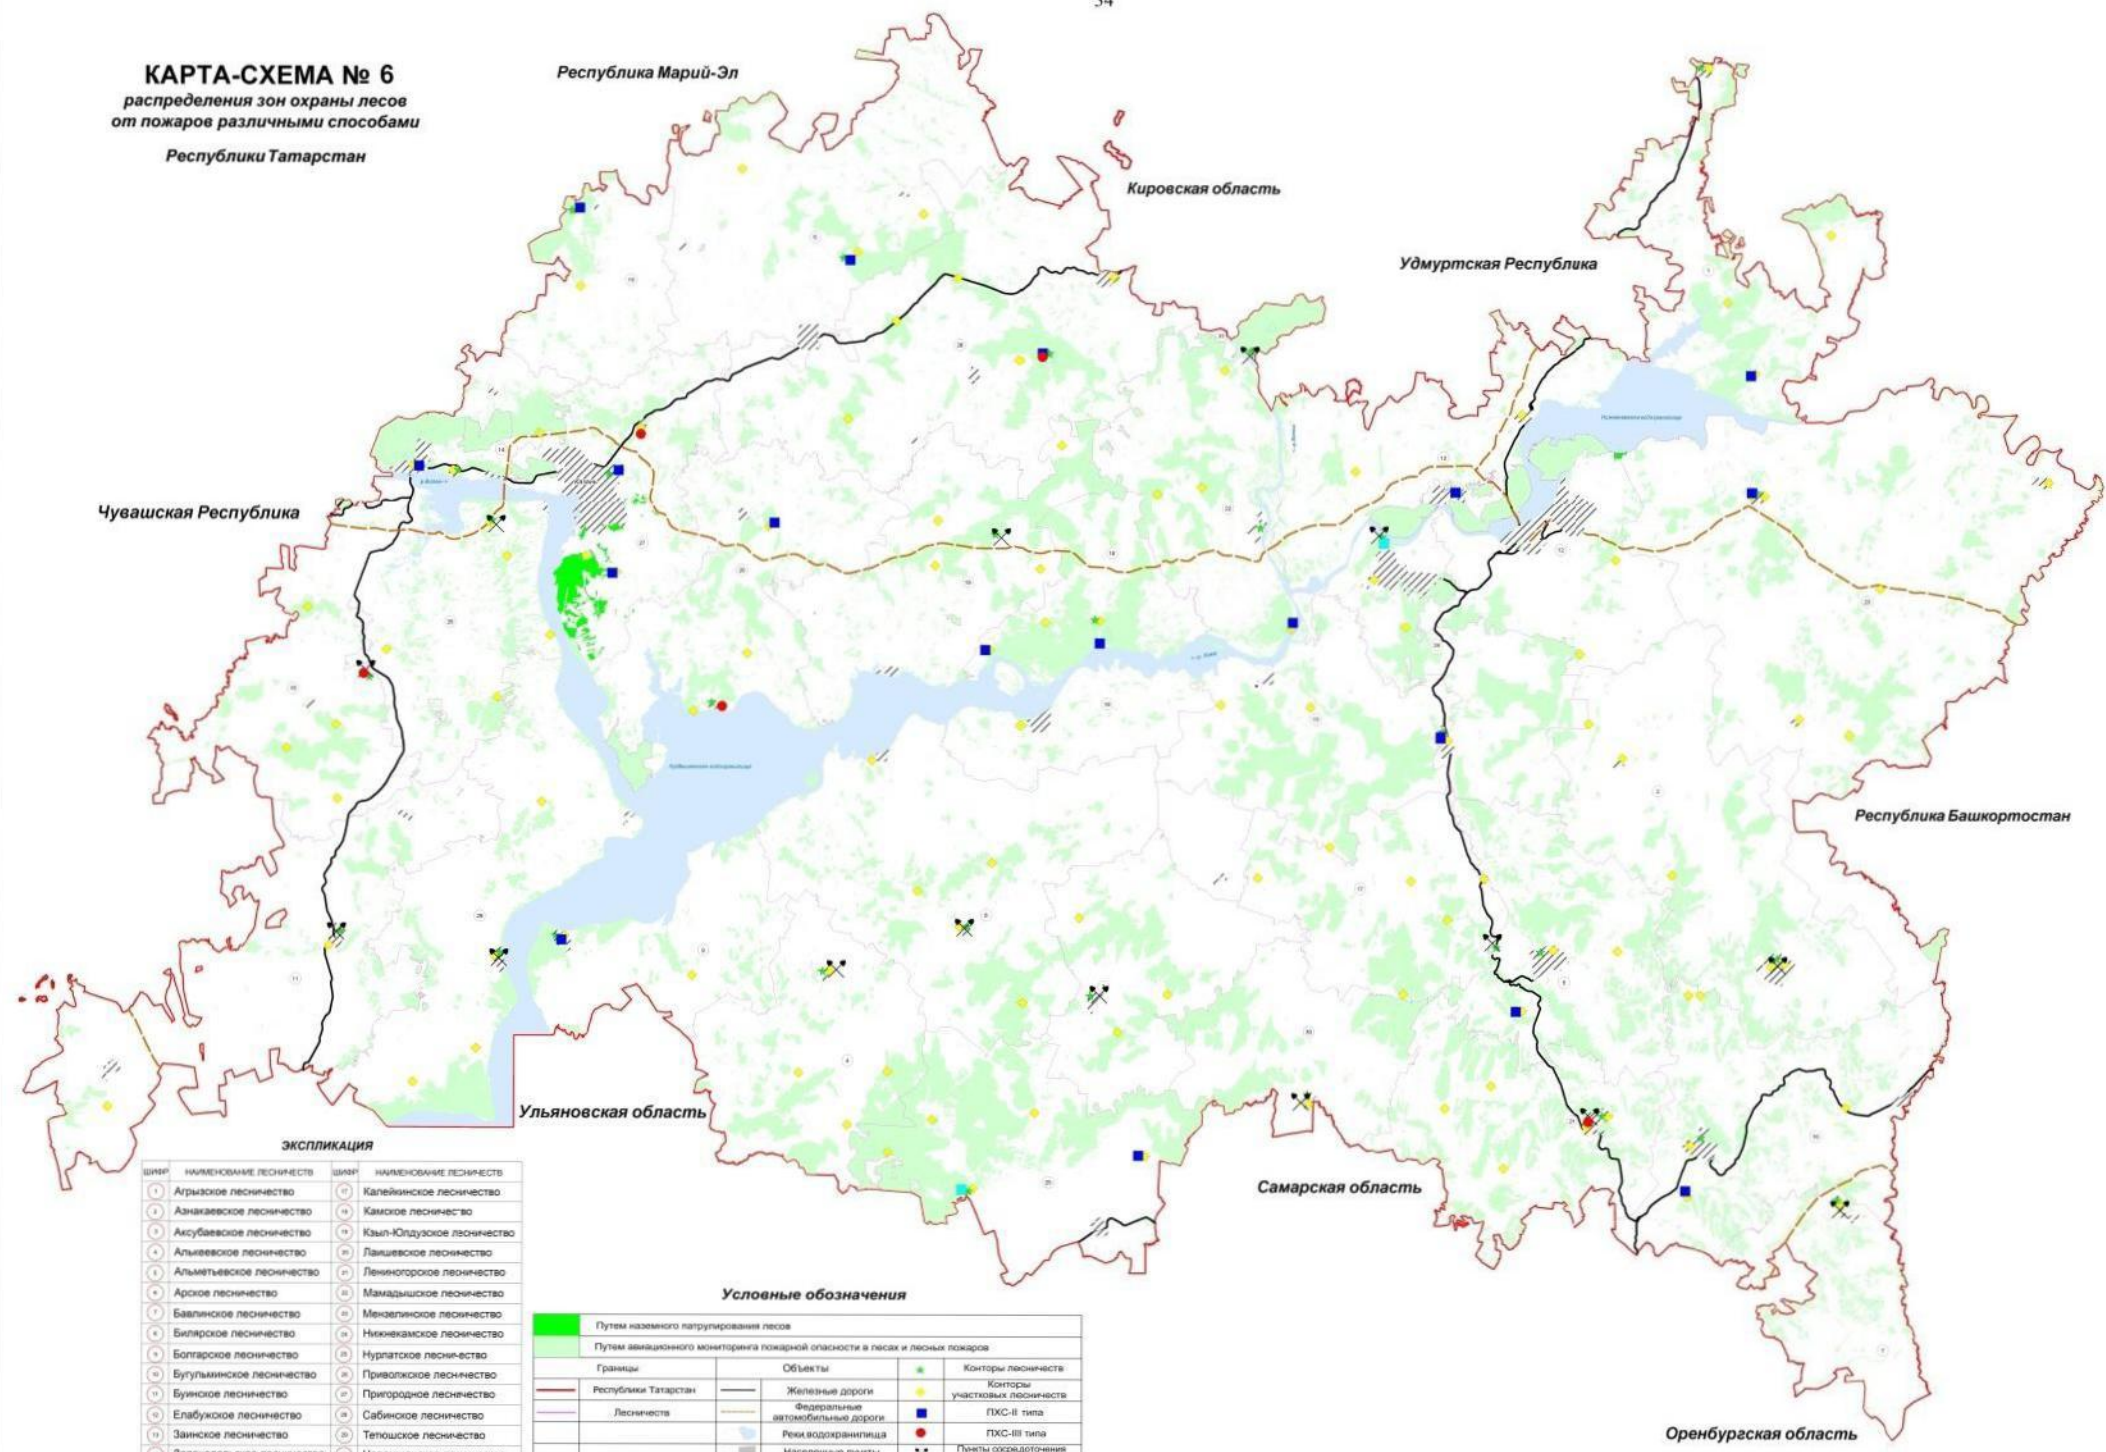 34
КАРТА-СХЕМА № 6
распределения зон охраны лесов
от пожаров различными способами
Республики Татарстан
Республика Марий-Эл
Кировская область
Удмуртская Республика
Чувашская Республика
Республика Башкортостан
Ульяновская область
Самарская область
Оренбургская область
ЭКСПЛИКАЦИЯ
ШИФР НАИМЕНОВАНИЕ ЛЕСНИЧЕСТВ ШИФР НАИМЕНОВАНИЕ ЛЕСНИЧЕСТВ
1 Агрызское лесничество 17 Калейкинское лесничество
2 Азнакаевское лесничество 18 Камское лесничество
3 Аксубаевское лесничество 19 Кзыл-Юлдузское лесничество
4 Алькеевское лесничество 20 Лаишевское лесничество
5 Альметьевское лесничество 21 Лениногорское лесничество
6 Арское лесничество 22 Мамадышское лесничество
7 Бавлинское лесничество 23 Мензелинское лесничество
8 Билярское лесничество 24 Нижнекамское лесничество
9 Болгарское лесничество 25 Нурлатское лесничество
10 Бугульминское лесничество 26 Приволжское лесничество
11 Буинское лесничество 27 Пригородное лесничество
12 Елабужское лесничество 28 Сабинское лесничество
13 Заинское лесничество 29 Тетюшское лесничество
Условные обозначения
Путем наземного патрулирования лесов
Путем авиационного мониторинга пожарной опасности в лесах и лесных пожаров
Границы Объекты Конторы лесничеств
Республики Татарстан Железные дороги Конторы участковых лесничеств
Лесничеств Федеральные автомобильные дороги ПХС-II типа
Реки,водохранилища ПХС-III типа
Населенные пункты Пункты сосредоточения